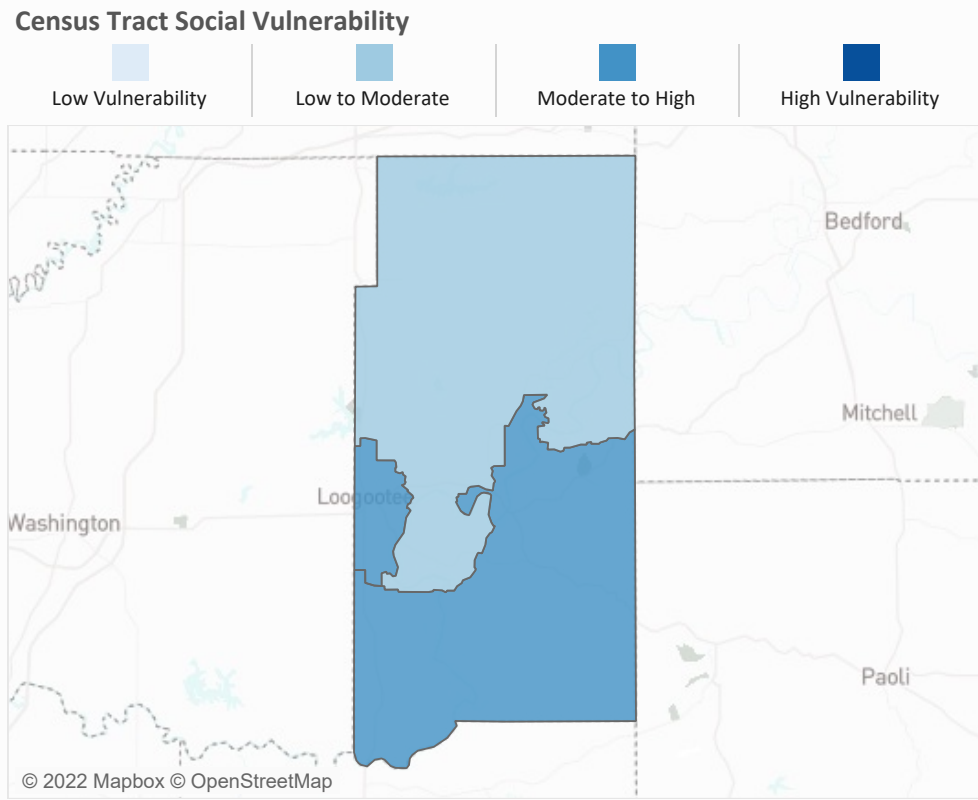 Census Tract Social Vulnerability
Low Vulnerability
Low to Moderate
Moderate to High
High Vulnerability
Bedford
Mitchell
Loogootee
Washington
Paoli
© 2022 Mapbox © OpenStreetMap